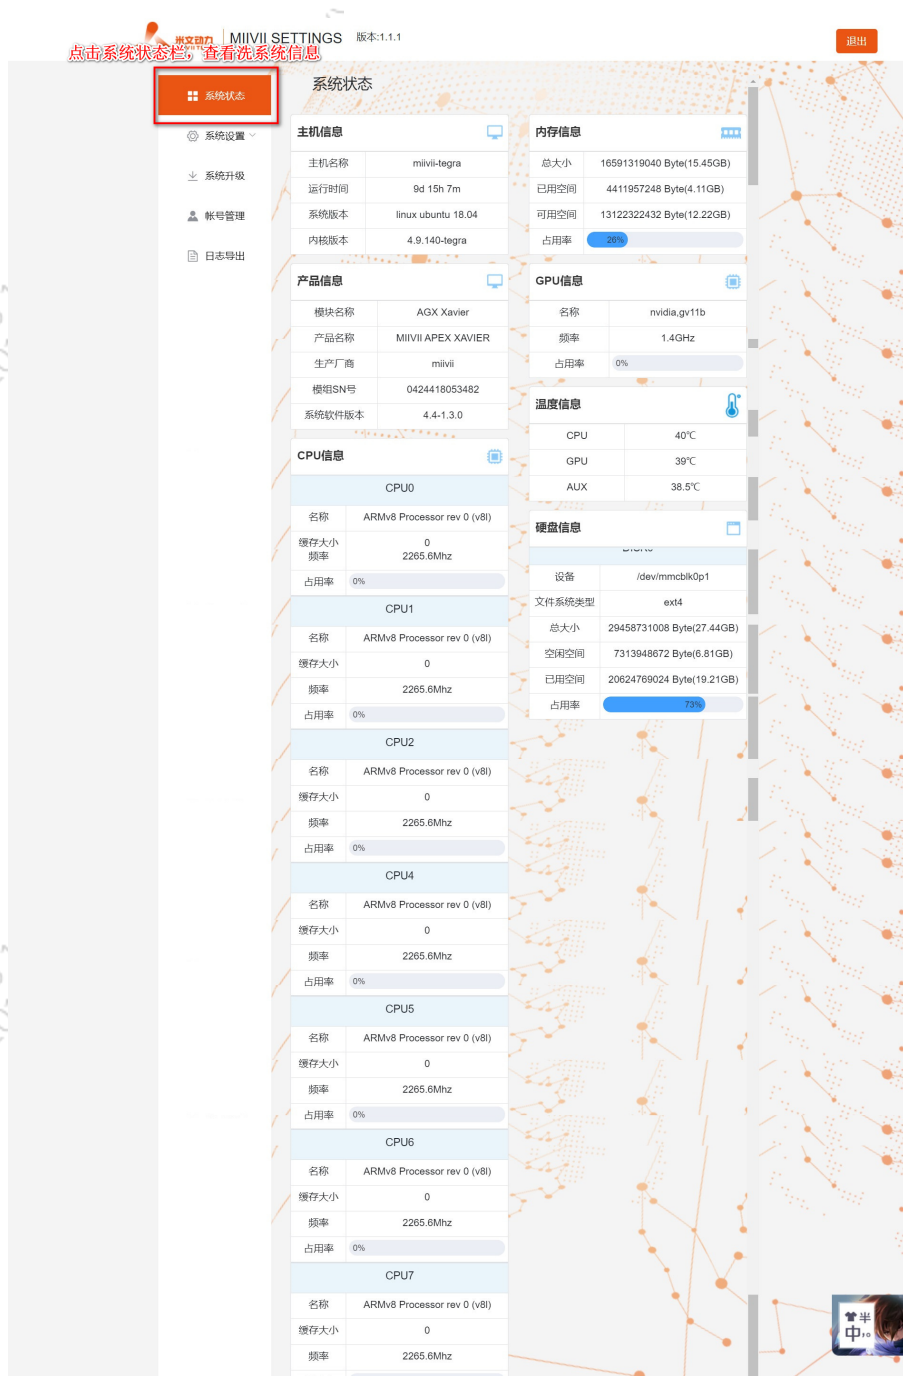 米文动力
MIIVII SETTINGS
版本:1.1.1
退出
点击系统状态栏，查看洗系统信息
系统状态
系统设置
系统升级
帐号管理
日志导出
系统状态
主机信息
主机名称 miivii-tegra
运行时间 9d 15h 7m
系统版本 linux ubuntu 18.04
内核版本 4.9.140-tegra
产品信息
模块名称 AGX Xavier
产品名称 MIIVII APEX XAVIER
生产厂商 miivii
模组SN号 0424418053482
系统软件版本 4.4-1.3.0
CPU信息
CPU0
名称 ARMv8 Processor rev 0 (v8l)
缓存大小 0
频率 2265.6Mhz
占用率 0%
CPU1
名称 ARMv8 Processor rev 0 (v8l)
缓存大小 0
频率 2265.6Mhz
占用率 0%
CPU2
名称 ARMv8 Processor rev 0 (v8l)
缓存大小 0
频率 2265.6Mhz
占用率 0%
CPU4
名称 ARMv8 Processor rev 0 (v8l)
缓存大小 0
频率 2265.6Mhz
占用率 0%
CPU5
名称 ARMv8 Processor rev 0 (v8l)
缓存大小 0
频率 2265.6Mhz
占用率 0%
CPU6
名称 ARMv8 Processor rev 0 (v8l)
缓存大小 0
频率 2265.6Mhz
占用率 0%
CPU7
名称 ARMv8 Processor rev 0 (v8l)
缓存大小 0
频率 2265.6Mhz
内存信息
总大小 16591319040 Byte(15.45GB)
已用空间 4411957248 Byte(4.11GB)
可用空间 13122322432 Byte(12.22GB)
占用率 26%
GPU信息
名称 nvidia,gv11b
频率 1.4GHz
占用率 0%
温度信息
CPU 40℃
GPU 39℃
AUX 38.5℃
硬盘信息
设备 /dev/mmcblk0p1
文件系统类型 ext4
总大小 29458731008 Byte(27.44GB)
空闲空间 7313948672 Byte(6.81GB)
已用空间 20624769024 Byte(19.21GB)
占用率 73%
半
中